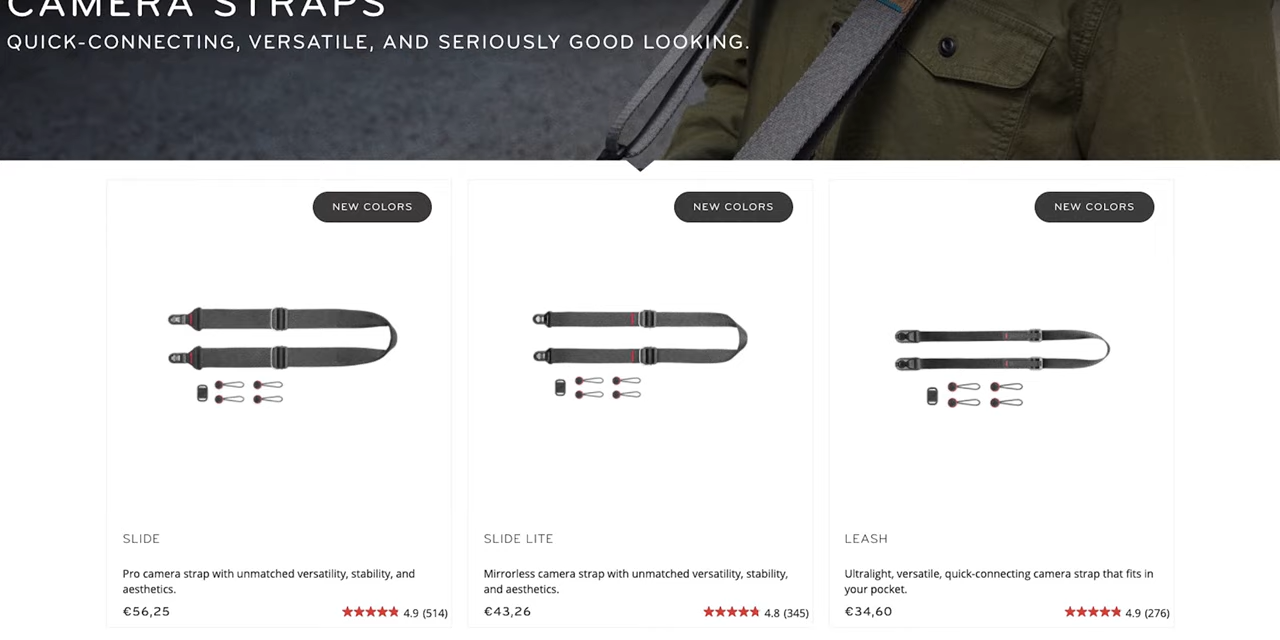 CAMERA STRAPS
QUICK-CONNECTING, VERSATILE, AND SERIOUSLY GOOD LOOKING.
NEW COLORS
NEW COLORS
NEW COLORS
SLIDE
Pro camera strap with unmatched versatility, stability, and
aesthetics.
€56,25
4.9 (514)
SLIDE LITE
Mirrorless camera strap with unmatched versatility, stability,
and aesthetics.
€43,26
4.8 (345)
LEASH
Ultralight, versatile, quick-connecting camera strap that fits in
your pocket.
€34,60
4.9 (276)